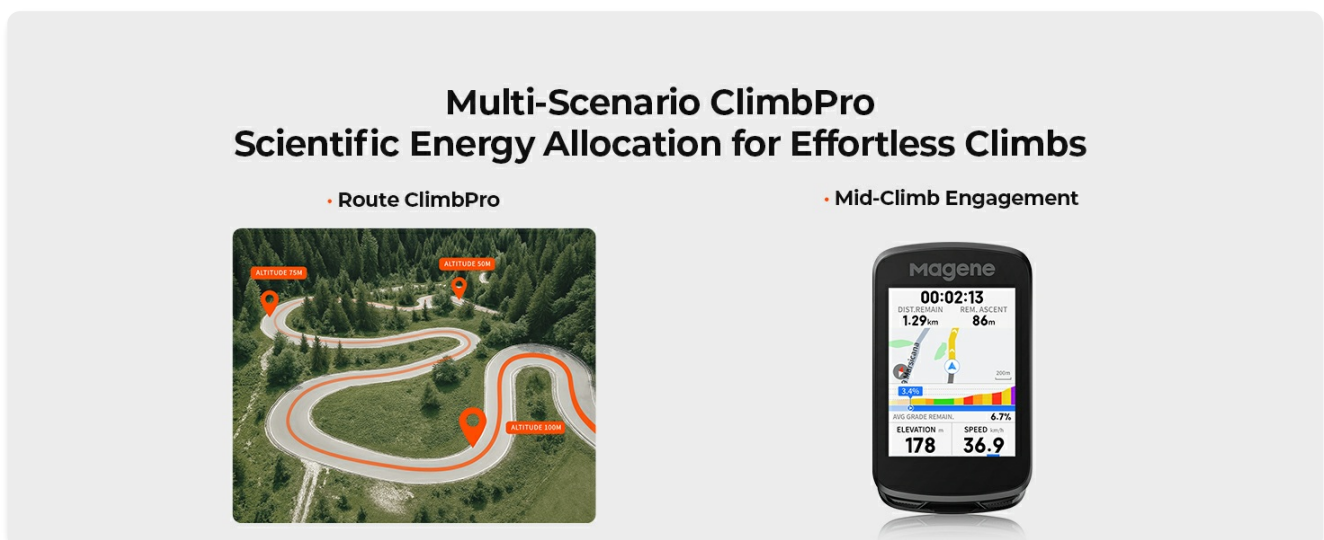 Multi-Scenario ClimbPro
Scientific Energy Allocation for Effortless Climbs
• Route ClimbPro
• Mid-Climb Engagement
ALTITUDE 75M
ALTITUDE 50M
ALTITUDE 100M
Magene
00:02:13
DIST.REMAIN REM. ASCENT
1.29km 86m
200m
3.4%
AVG GRADE REMAIN. 6.7%
ELEVATION m SPEED km/h
178 36.9